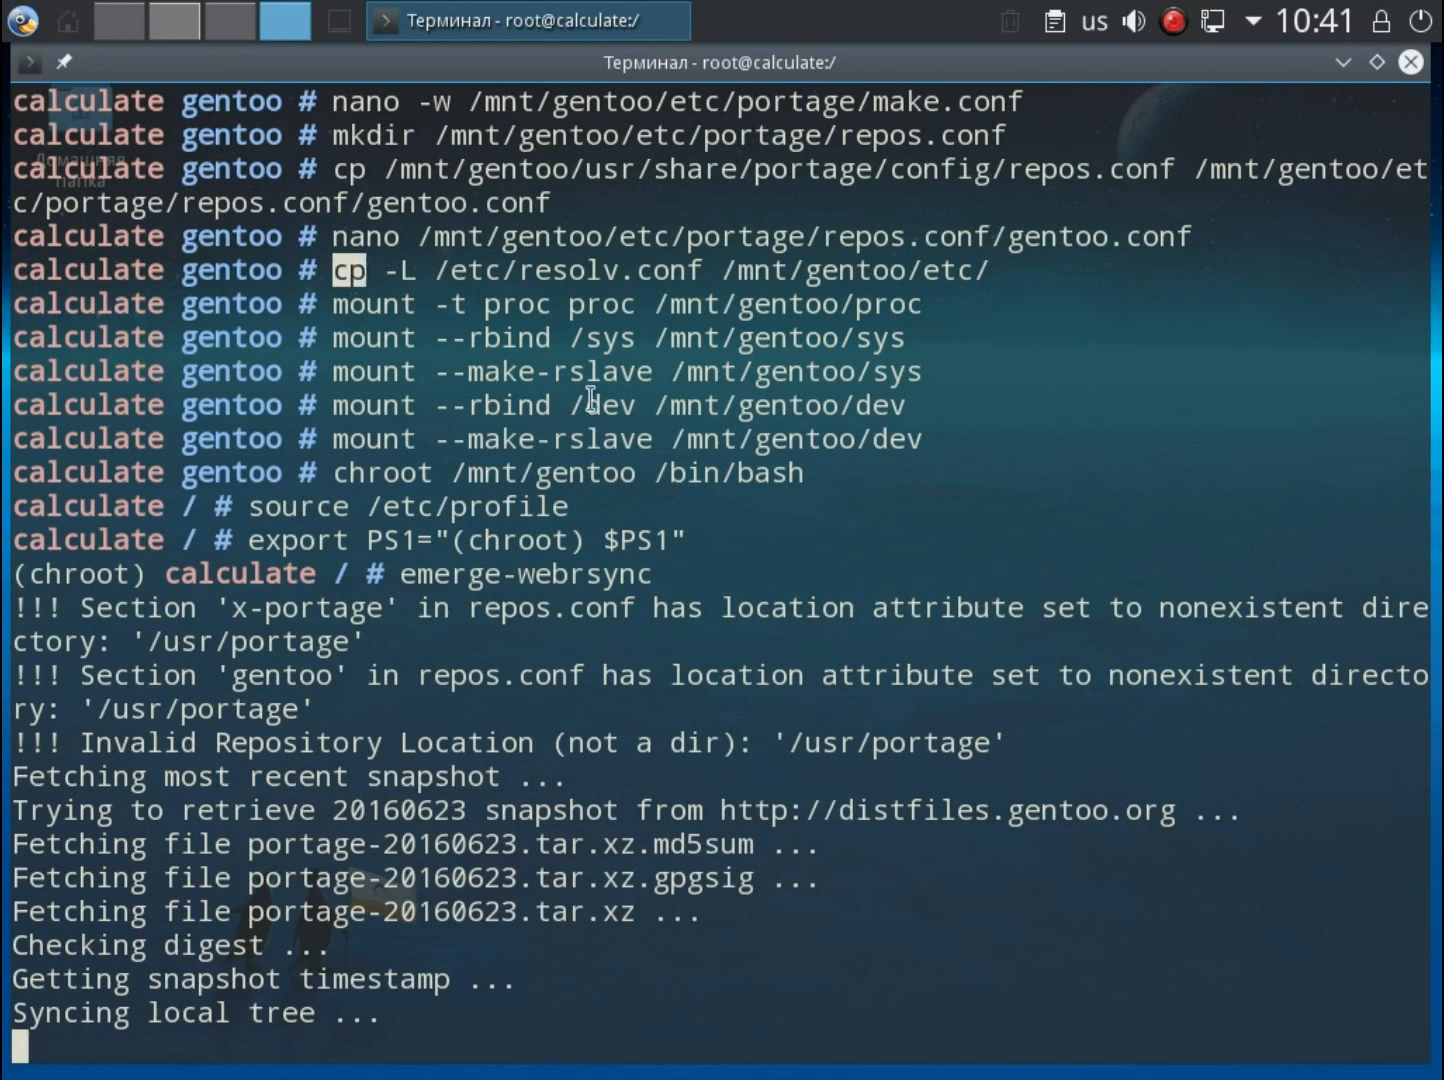 Терминал - root@calculate:/
us
10:41
Терминал - root@calculate:/
calculate gentoo # nano -w /mnt/gentoo/etc/portage/make.conf
calculate gentoo # mkdir /mnt/gentoo/etc/portage/repos.conf
Домашняя
calculate gentoo # cp /mnt/gentoo/usr/share/portage/config/repos.conf /mnt/gentoo/et
папка
c/portage/repos.conf/gentoo.conf
calculate gentoo # nano /mnt/gentoo/etc/portage/repos.conf/gentoo.conf
calculate gentoo # cp -L /etc/resolv.conf /mnt/gentoo/etc/
calculate gentoo # mount -t proc proc /mnt/gentoo/proc
calculate gentoo # mount --rbind /sys /mnt/gentoo/sys
calculate gentoo # mount --make-rslave /mnt/gentoo/sys
calculate gentoo # mount --rbind /dev /mnt/gentoo/dev
calculate gentoo # mount --make-rslave /mnt/gentoo/dev
calculate gentoo # chroot /mnt/gentoo /bin/bash
calculate / # source /etc/profile
calculate / # export PS1="(chroot) $PS1"
(chroot) calculate / # emerge-webrsync
!!! Section 'x-portage' in repos.conf has location attribute set to nonexistent dire
ctory: '/usr/portage'
!!! Section 'gentoo' in repos.conf has location attribute set to nonexistent directo
ry: '/usr/portage'
!!! Invalid Repository Location (not a dir): '/usr/portage'
Fetching most recent snapshot ...
Trying to retrieve 20160623 snapshot from http://distfiles.gentoo.org ...
Fetching file portage-20160623.tar.xz.md5sum ...
Fetching file portage-20160623.tar.xz.gpgsig ...
Fetching file portage-20160623.tar.xz ...
Checking digest ...
Getting snapshot timestamp ...
Syncing local tree ...